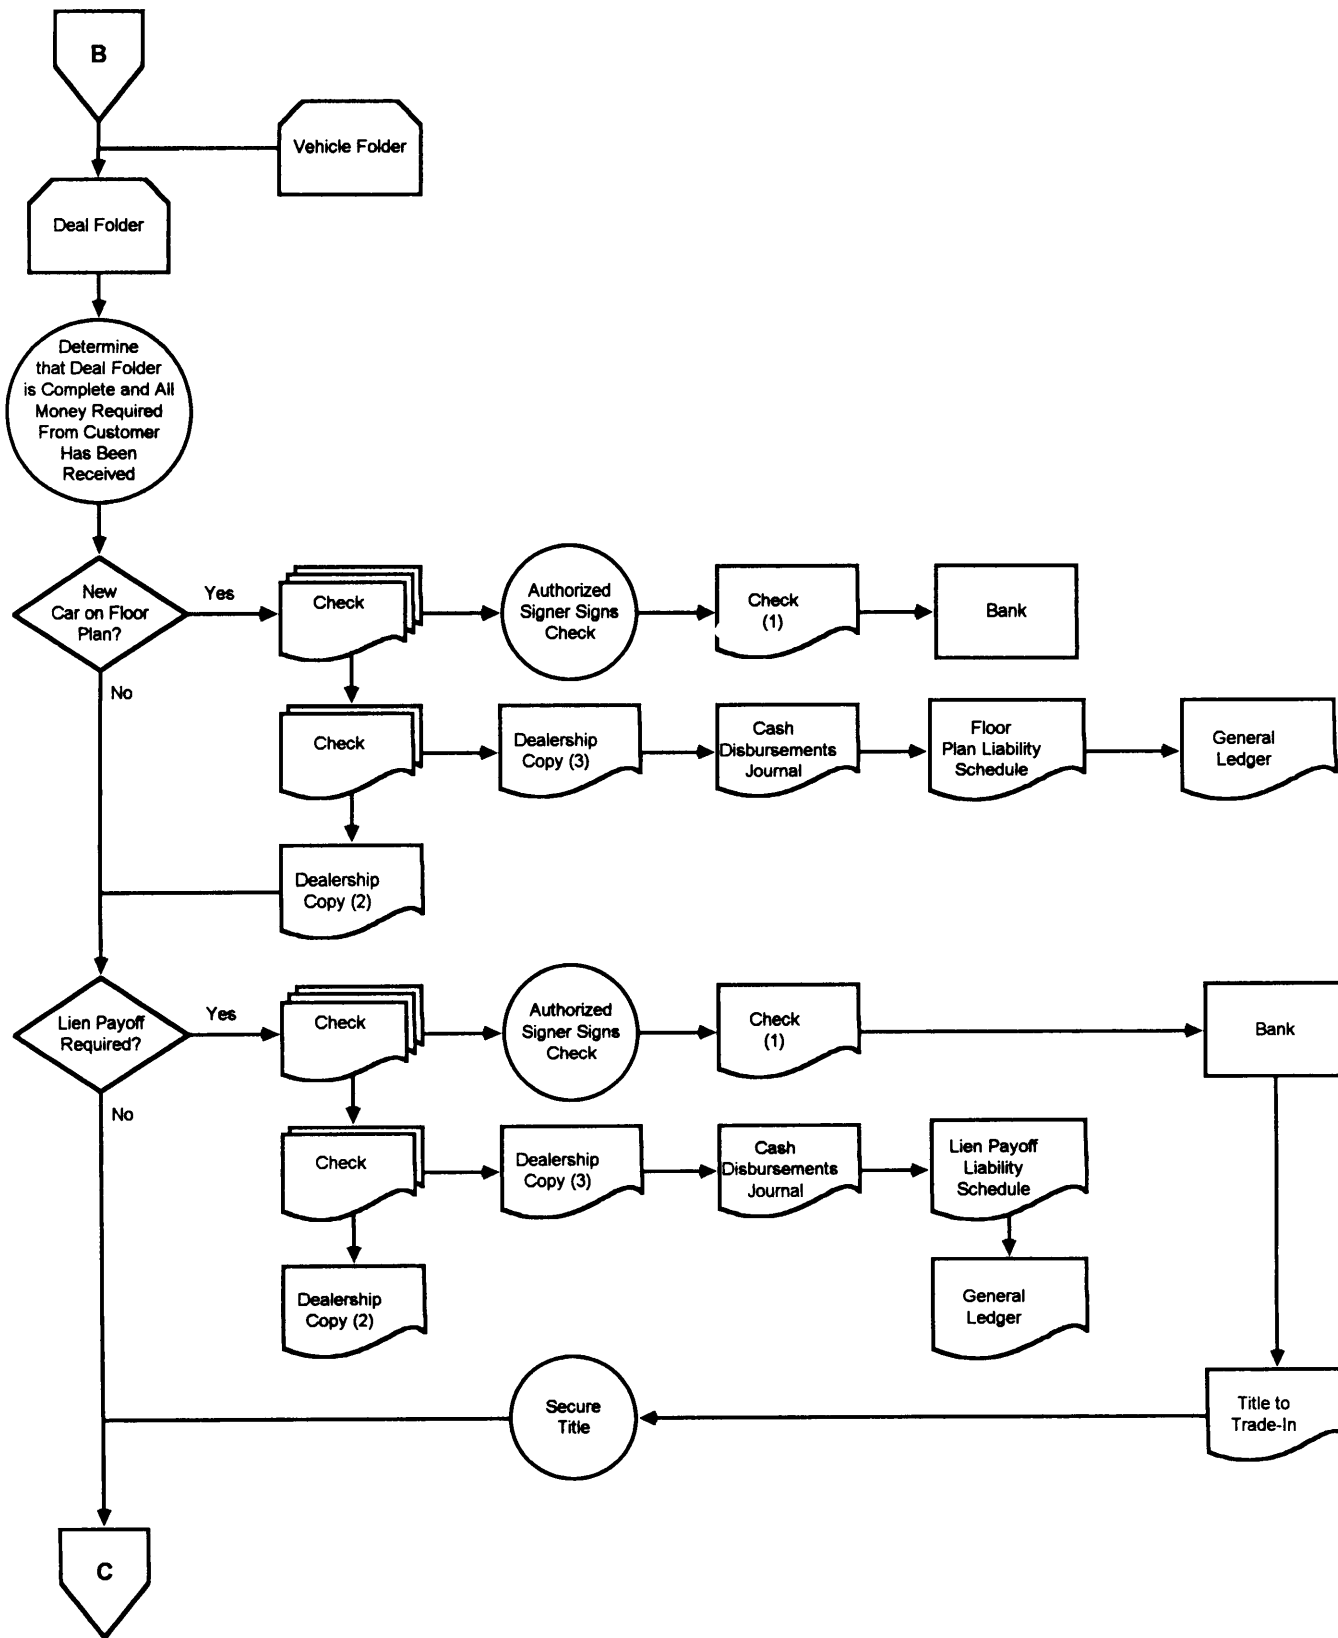 B
Vehicle Folder
Deal Folder
Determine
that Deal Folder
is Complete and All
Money Required
From Customer
Has Been
Received
New
Car on Floor
Plan?
Yes
No
Check
Authorized
Signer Signs
Check
Check
(1)
Bank
Check
Dealership
Copy (3)
Cash
Disbursements
Journal
Floor
Plan Liability
Schedule
General
Ledger
Dealership
Copy (2)
Lien Payoff
Required?
Yes
No
Check
Authorized
Signer Signs
Check
Check
(1)
Bank
Check
Dealership
Copy (3)
Cash
Disbursements
Journal
Lien Payoff
Liability
Schedule
Dealership
Copy (2)
General
Ledger
Secure
Title
Title to
Trade-In
C